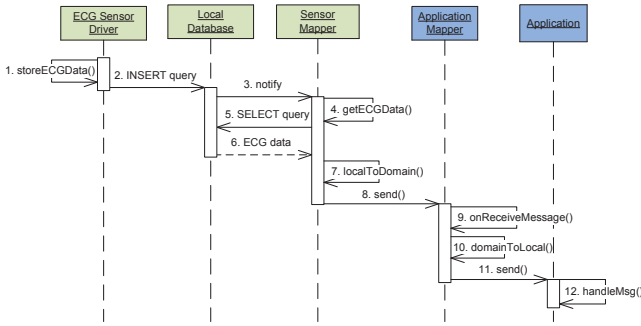 ECG Sensor
Driver
Local
Database
Sensor
Mapper
Application
Mapper
Application
1. storeECGData()
2. INSERT query
3. notify
4. getECGData()
5. SELECT query
6. ECG data
7. localToDomain()
8. send()
9. onReceiveMessage()
10. domainToLocal()
11. send()
12. handleMsg()